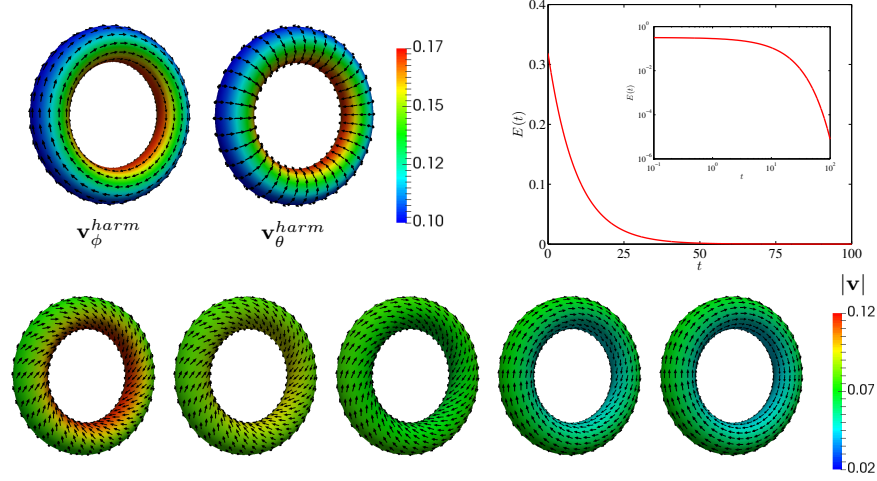 0.17
0.15
0.12
0.10
v_ϕ^{harm}
v_θ^{harm}
0.4
0.3
0.2
0.1
0
E(t)
0 25 50 75 100
t
10^0
10^{-2}
10^{-4}
10^{-6}
E(t)
10^{-1} 10^0 10^1 10^2
t
|v|
0.12
0.07
0.02